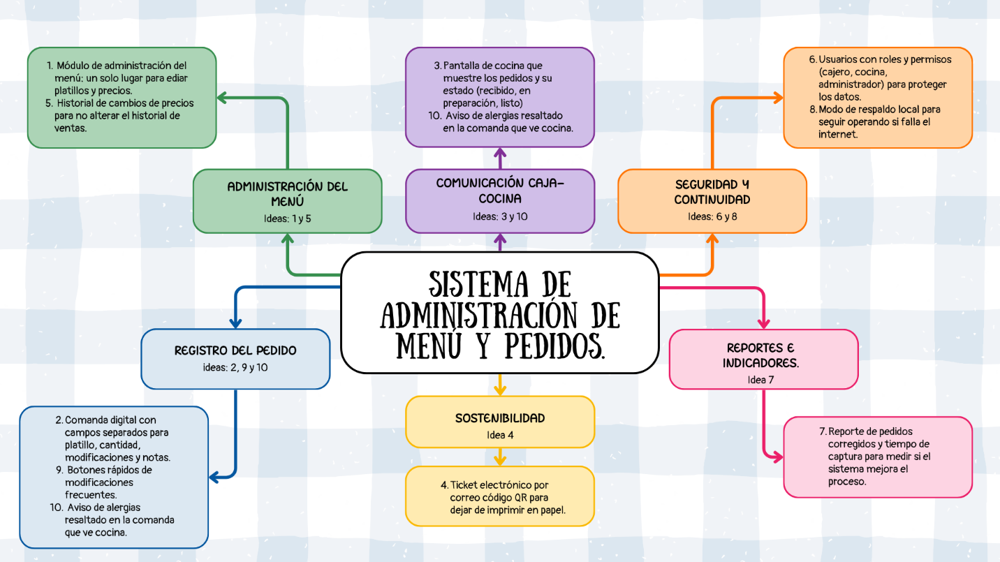 1. Módulo de administración del
menú: un solo lugar para ediar
platillos y precios.
5. Historial de cambios de precios
para no alterar el historial de
ventas.
3. Pantalla de cocina que
muestre los pedidos y su
estado (recibido, en
preparación, listo)
10. Aviso de alergias resaltado
en la comanda que ve cocina.
6. Usuarios con roles y permisos
(cajero, cocina,
administrador) para proteger
los datos.
8. Modo de respaldo local para
seguir operando si falla el
internet.
ADMINISTRACIÓN DEL
MENÚ
Ideas: 1 y 5
COMUNICACIÓN CAJA–
COCINA
Ideas: 3 y 10
SEGURIDAD Y
CONTINUIDAD
Ideas: 6 y 8
SISTEMA DE
ADMINISTRACIÓN DE
MENÚ Y PEDIDOS.
REGISTRO DEL PEDIDO
ideas: 2, 9 y 10
REPORTES E
INDICADORES.
Idea 7
SOSTENIBILIDAD
Idea 4
2. Comanda digital con
campos separados para
platillo, cantidad,
modificaciones y notas.
9. Botones rápidos de
modificaciones
frecuentes.
10. Aviso de alergias
resaltado en la comanda
que ve cocina.
4. Ticket electrónico por
correo código QR para
dejar de imprimir en papel.
7. Reporte de pedidos
corregidos y tiempo de
captura para medir si el
sistema mejora el
proceso.